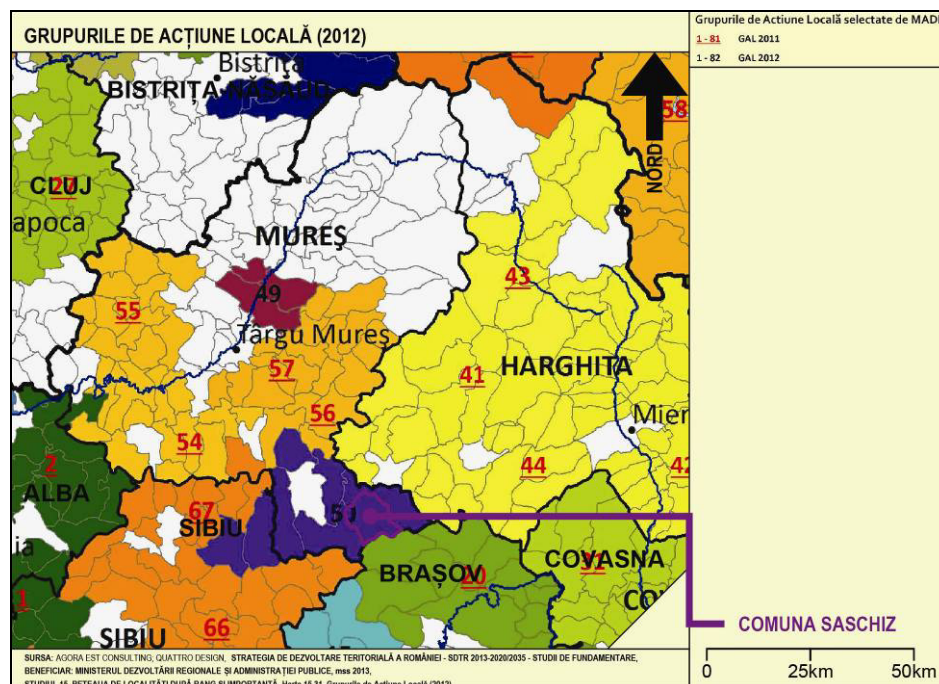 GRUPURILE DE ACȚIUNE LOCALĂ (2012)
Grupurile de Actiune Locală selectate de MADR
1 - 81 GAL 2011
1 - 82 GAL 2012
Bistrița
BISTRIȚA-NĂSĂUD
NORD
58
27
CLUJ
apoca
MUREȘ
43
49
55
Târgu Mureș
57
41
HARGHITA
56
Mier
54
44
42
2
ALBA
67
SIBIU
ia
COVASNA
BRAȘOV
20
1
66
SIBIU
COMUNA SASCHIZ
0 25km 50km
SURSA: AGORA EST CONSULTING, QUATTRO DESIGN, STRATEGIA DE DEZVOLTARE TERITORIALĂ A ROMÂNIEI - SDTR 2013-2020/2035 - STUDII DE FUNDAMENTARE,
BENEFICIAR: MINISTERUL DEZVOLTĂRII REGIONALE ȘI ADMINISTRAȚIEI PUBLICE, mss 2013,